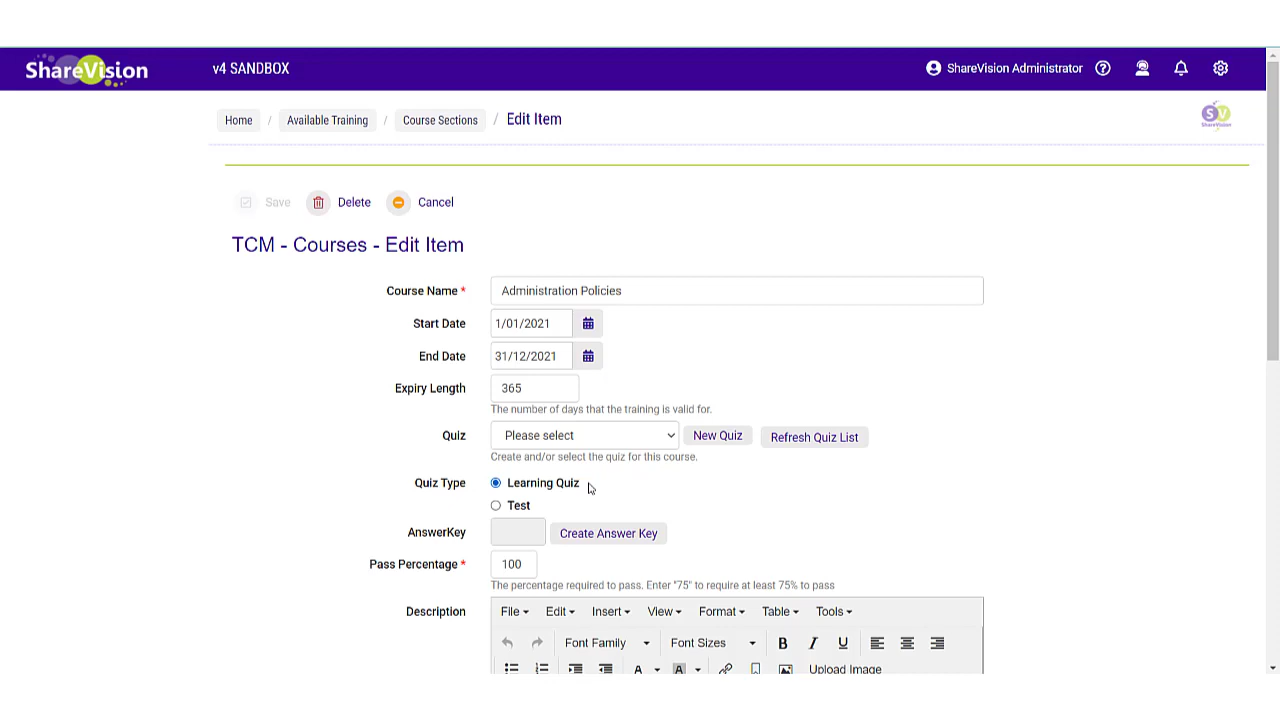 ShareVision
v4 SANDBOX
ShareVision Administrator
Home / Available Training / Course Sections / Edit Item
SV
ShareVision
Save Delete Cancel
TCM - Courses - Edit Item
Course Name * Administration Policies
Start Date 1/01/2021
End Date 31/12/2021
Expiry Length 365
The number of days that the training is valid for.
Quiz Please select New Quiz Refresh Quiz List
Create and/or select the quiz for this course.
Quiz Type Learning Quiz
Test
AnswerKey Create Answer Key
Pass Percentage * 100
The percentage required to pass. Enter "75" to require at least 75% to pass
Description File Edit Insert View Format Table Tools
Font Family Font Sizes B I U
A A Upload Image